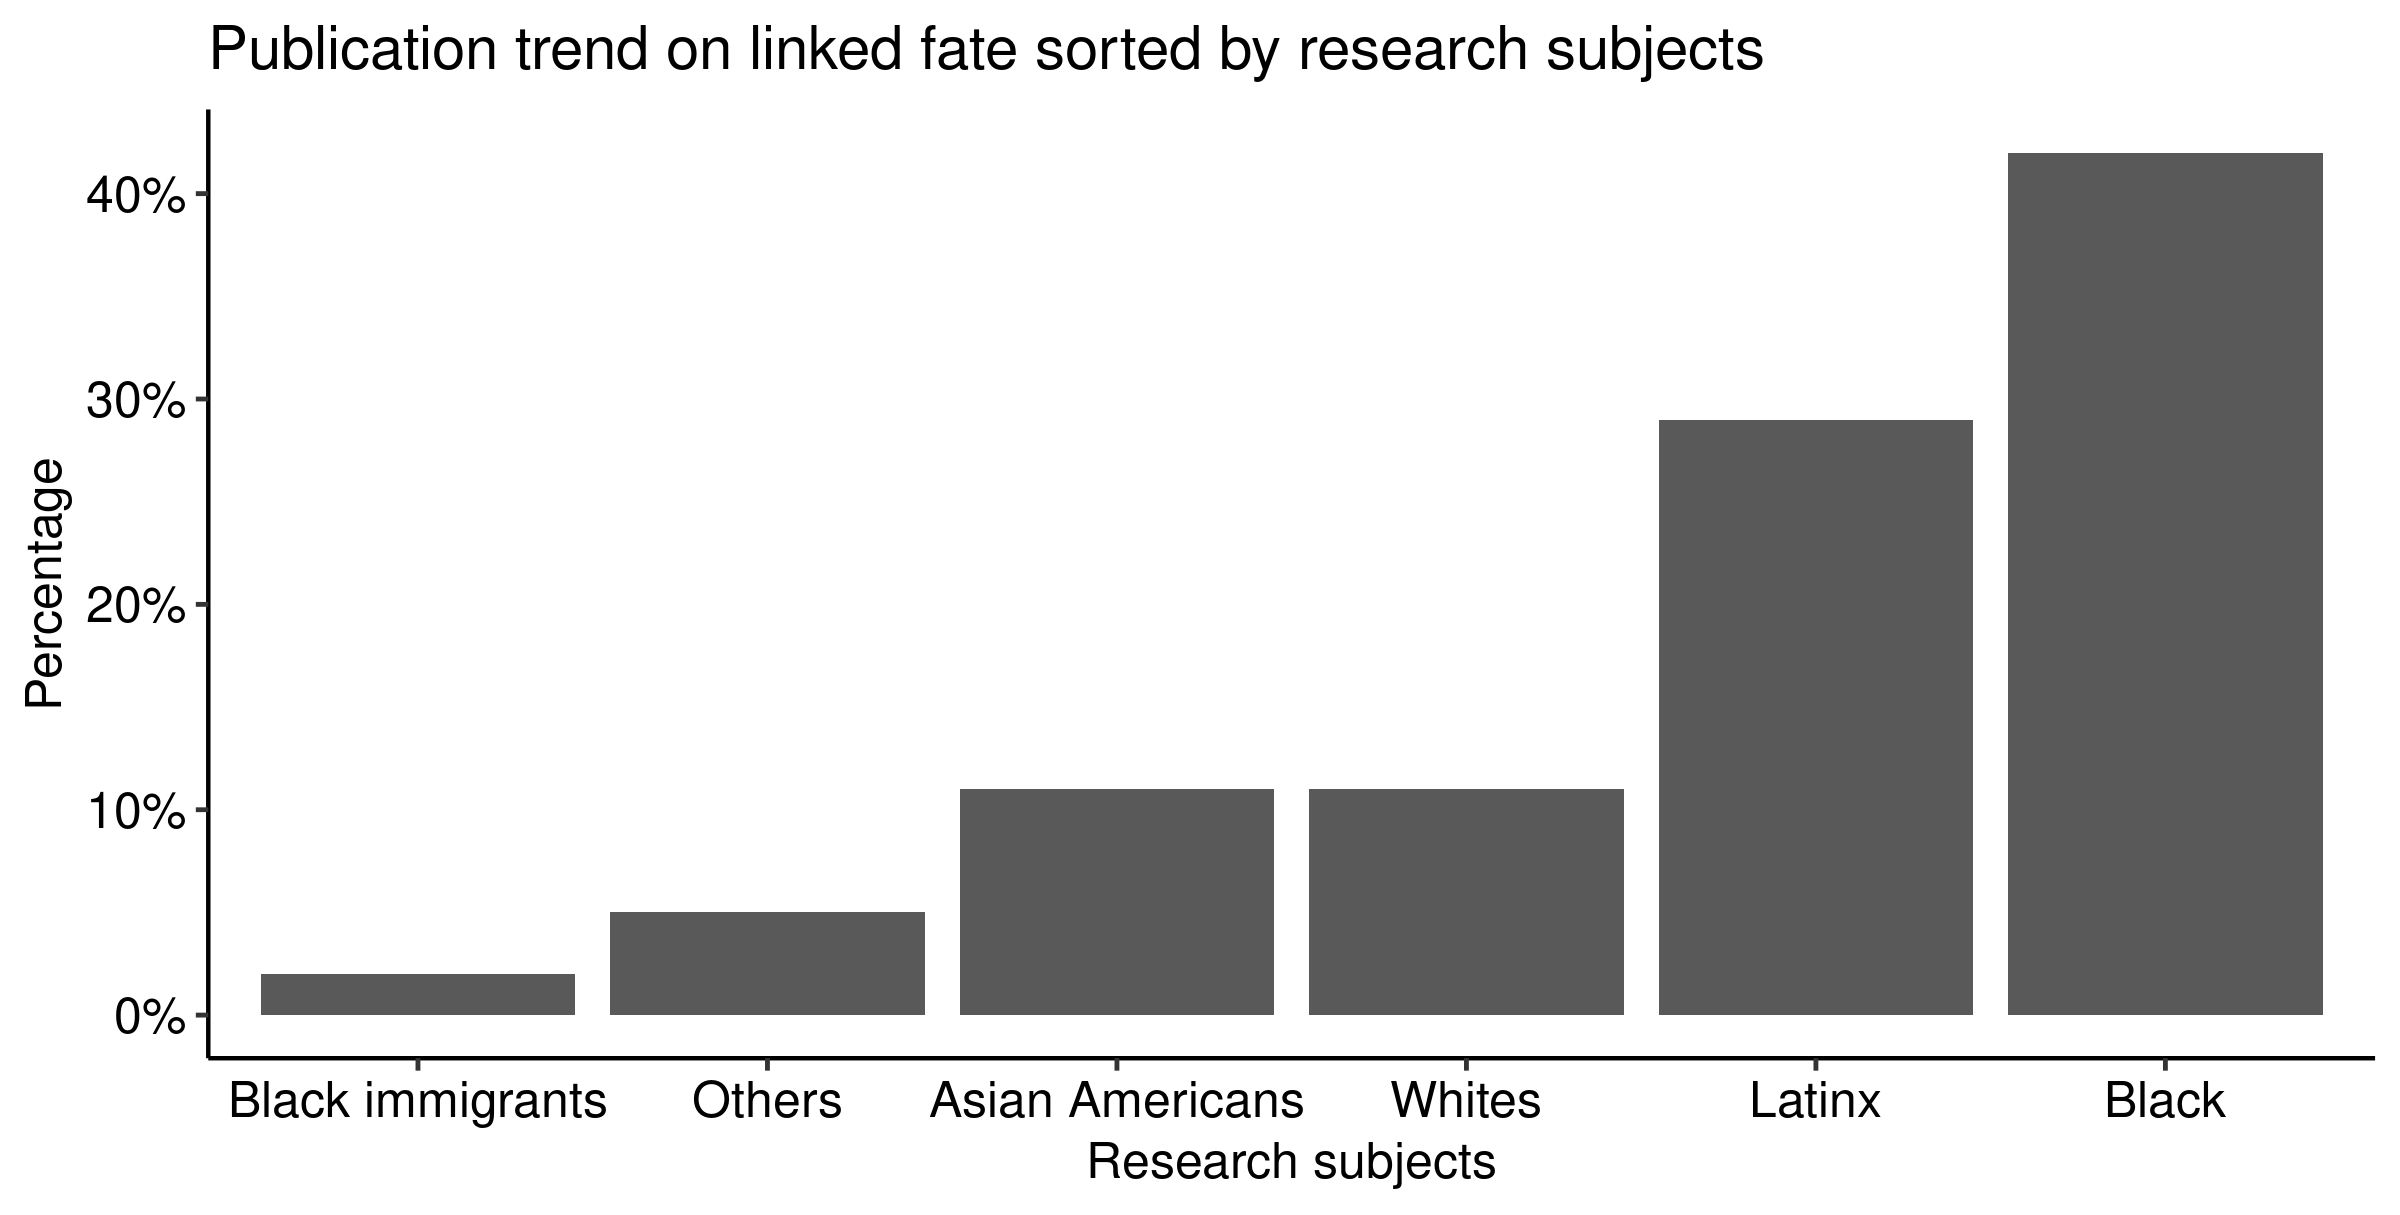 Publication trend on linked fate sorted by research subjects
40%
30%
20%
10%
0%
Percentage
Black immigrants
Others
Asian Americans
Whites
Latinx
Black
Research subjects